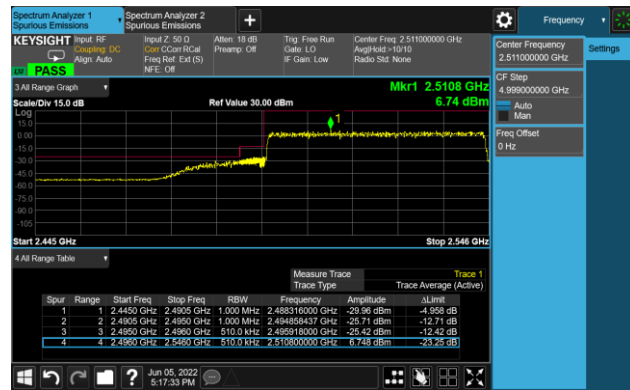 Spectrum Analyzer 1
Spurious Emissions
Spectrum Analyzer 2
Spurious Emissions
+
Frequency
KEYSIGHT
Input: RF
Coupling: DC
Align: Auto
Input Z: 50 Ω
Corr CCorr RCal
Freq Ref: Ext (S)
NFE: Off
Atten: 18 dB
Preamp: Off
Trig: Free Run
Gate: LO
IF Gain: Low
Center Freq: 2.511000000 GHz
Avg|Hold:>10/10
Radio Std: None
PASS
Center Frequency
2.511000000 GHz
Settings
CF Step
4.999000000 GHz
Auto
Man
Freq Offset
0 Hz
3 All Range Graph
Mkr1 2.5108 GHz
6.74 dBm
Scale/Div 15.0 dB
Ref Value 30.00 dBm
Log
15.0
0.00
-15.0
-30.0
-45.0
-60.0
-75.0
-90.0
-105
1
Start 2.445 GHz
Stop 2.546 GHz
4 All Range Table
Measure Trace Trace 1
Trace Type Trace Average (Active)
Spur Range Start Freq Stop Freq RBW Frequency Amplitude ΔLimit
1 1 2.4450 GHz 2.4905 GHz 1.000 MHz 2.488316000 GHz -29.96 dBm -4.958 dB
2 2 2.4905 GHz 2.4950 GHz 1.000 MHz 2.494858437 GHz -25.71 dBm -12.71 dB
3 3 2.4950 GHz 2.4960 GHz 510.0 kHz 2.495918000 GHz -25.42 dBm -12.42 dB
4 4 2.4960 GHz 2.5460 GHz 510.0 kHz 2.510800000 GHz 6.748 dBm -23.25 dB
?
Jun 05, 2022
5:17:33 PM